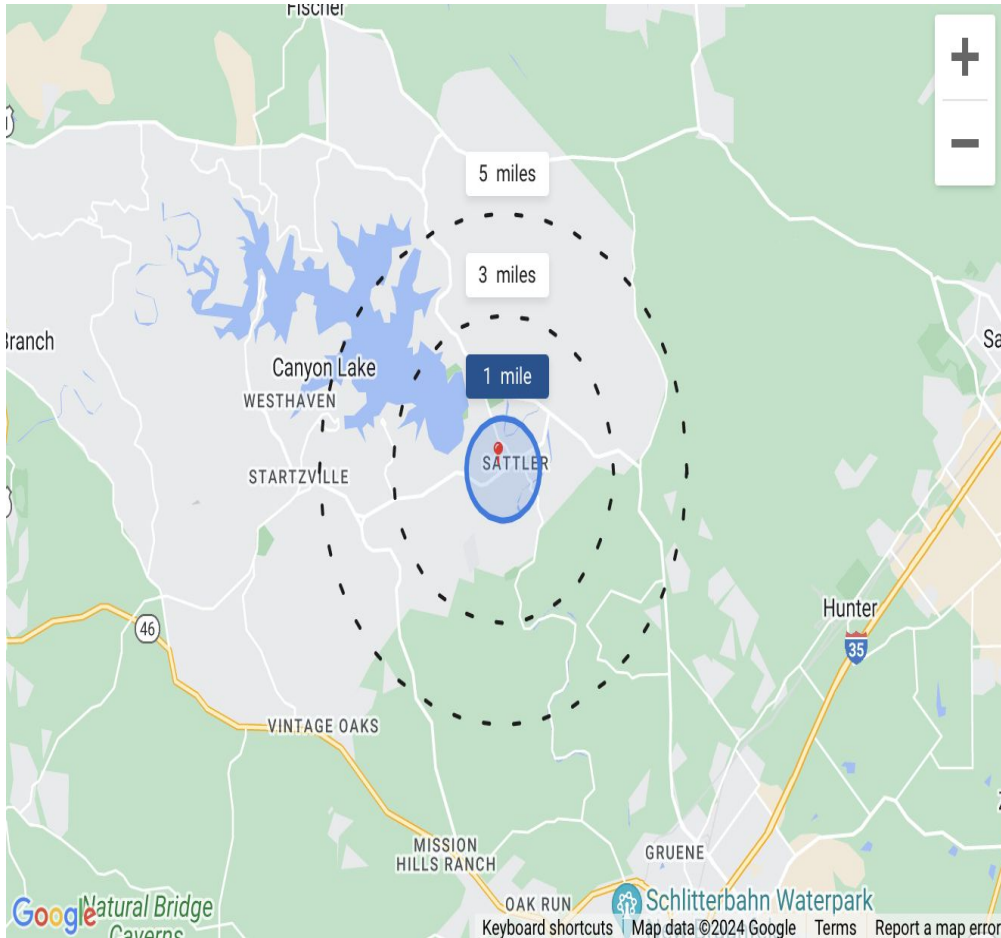 Fischer
5 miles
3 miles
Branch
Sa
Canyon Lake
1 mile
WESTHAVEN
SATTLER
STARTZVILLE
46
Hunter
35
VINTAGE OAKS
MISSION
HILLS RANCH
GRUENE
OAK RUN
Schlitterbahn Waterpark
Google
Natural Bridge
Caverns
Keyboard shortcuts Map data ©2024 Google Terms Report a map error